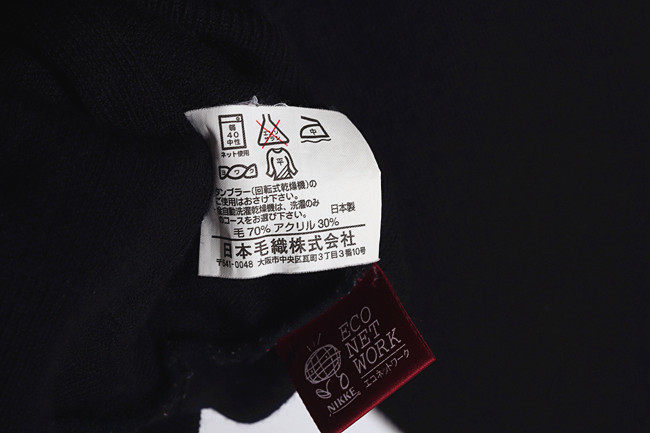 弱
40
中性
ネット使用
中
平
タンブラー(回転式乾燥機)の
ご使用はおさけ下さい。
全自動洗濯乾燥機は、洗濯のみ
のコースをお選び下さい。 日本製
毛 70% アクリル 30%
日本毛織株式会社
〒541-0048 大阪市中央区瓦町3丁目3番10号
ECO
NET
WORK
エコネットワーク
NIKKE